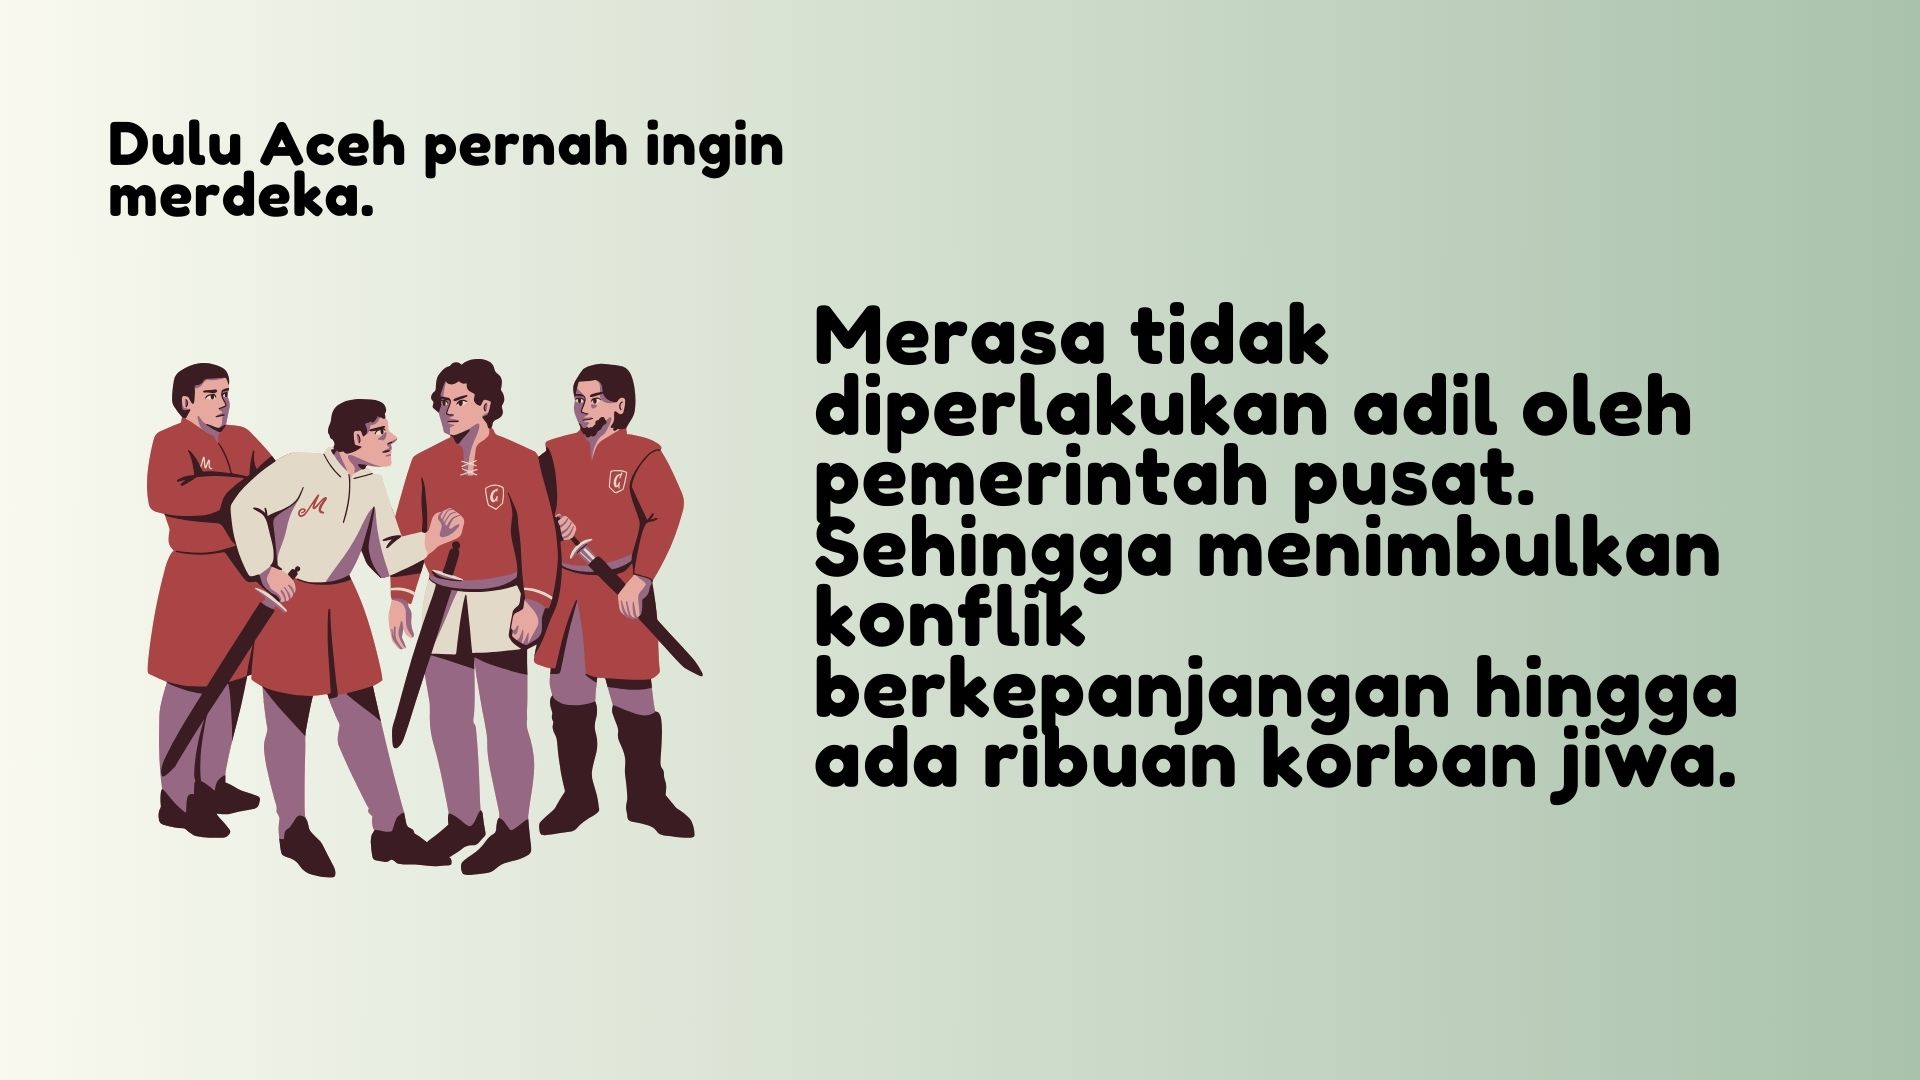 Dulu Aceh pernah ingin
merdeka.
Merasa tidak
diperlakukan adil oleh
pemerintah pusat.
Sehingga menimbulkan
konflik
berkepanjangan hingga
ada ribuan korban jiwa.
M
M
G
G